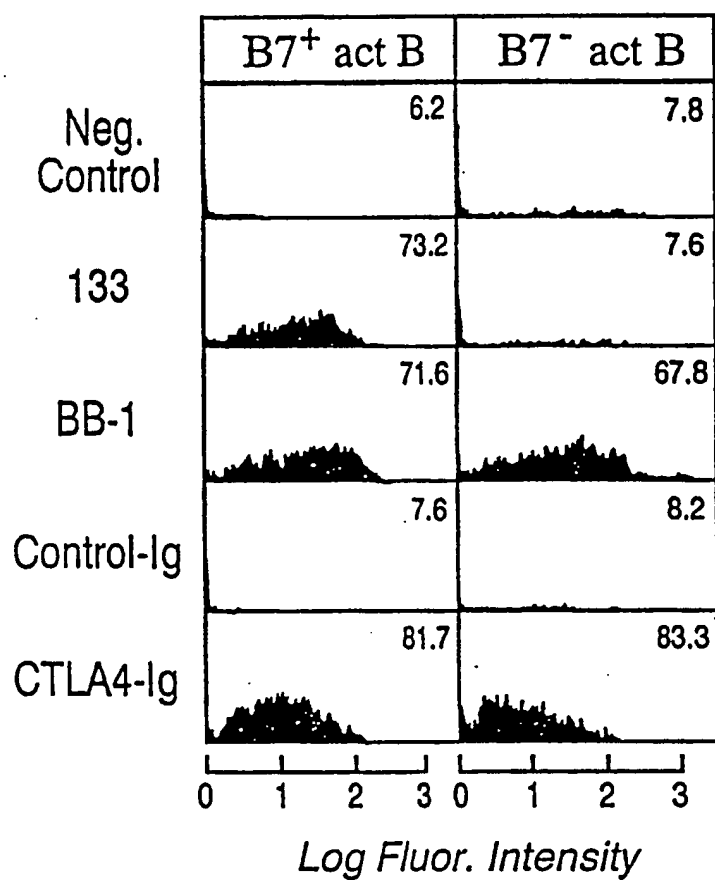 B7+ act B B7- act B
Neg. Control 6.2 7.8
133 73.2 7.6
BB-1 71.6 67.8
Control-Ig 7.6 8.2
CTLA4-Ig 81.7 83.3
0 1 2 3 0 1 2 3
Log Fluor. Intensity